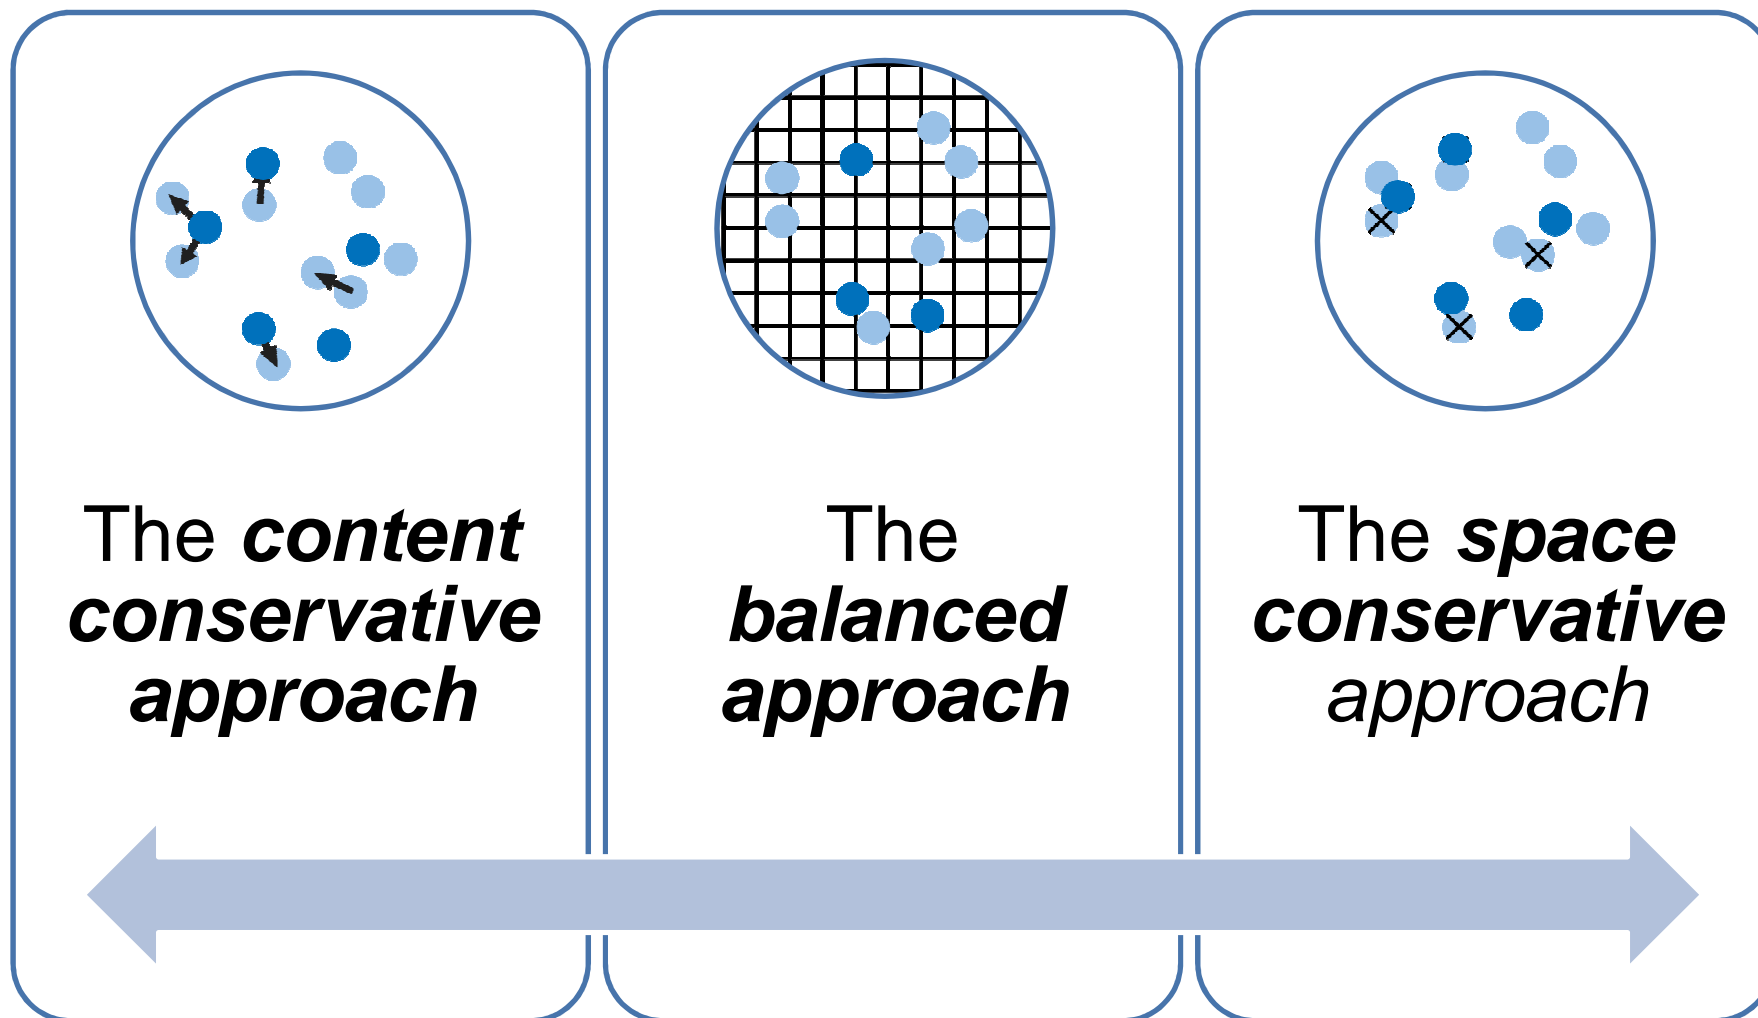 The content
conservative
approach
The
balanced
approach
The space
conservative
approach